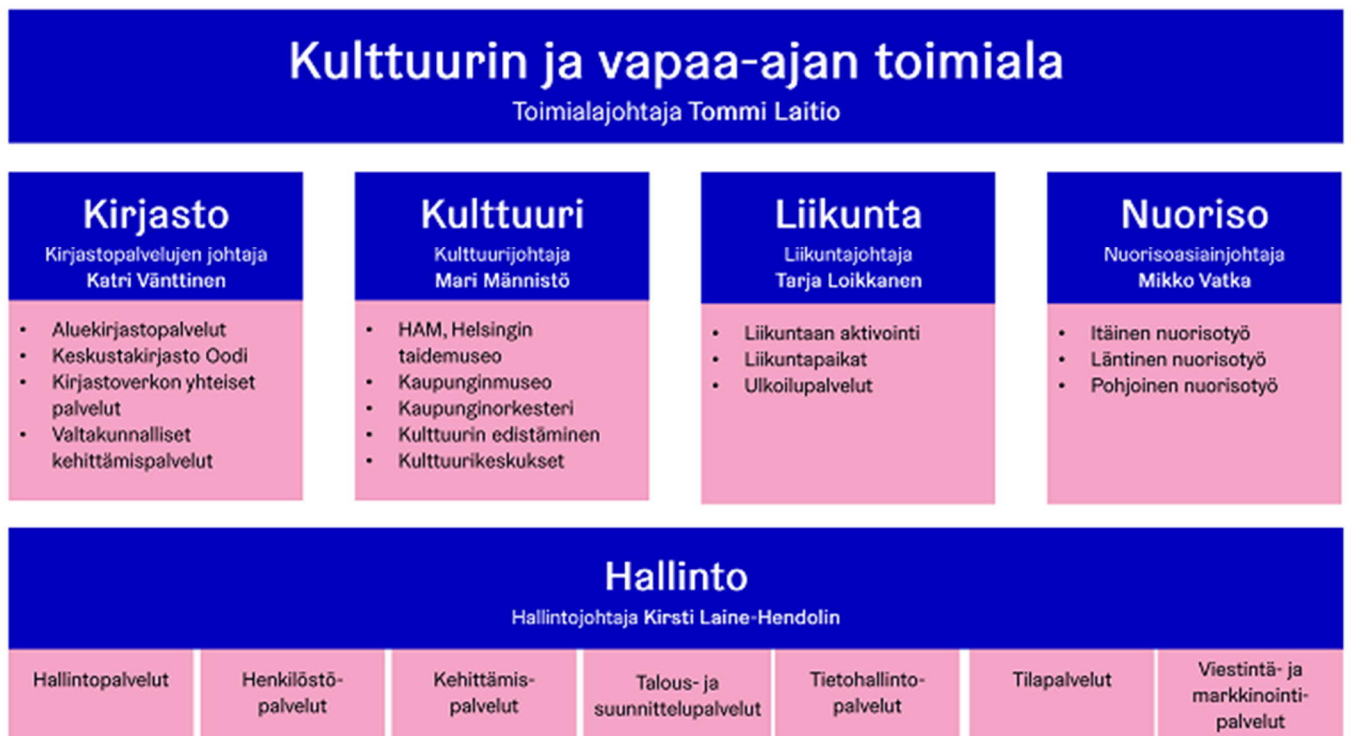 Kulttuurin ja vapaa-ajan toimiala
Toimialajohtaja Tommi Laitio
Kirjasto
Kirjastopalvelujen johtaja
Katri Vänttinen
• Aluekirjastopalvelut
• Keskustakirjasto Oodi
• Kirjastoverkon yhteiset
palvelut
• Valtakunnalliset
kehittämispalvelut
Kulttuuri
Kulttuurijohtaja
Mari Männistö
• HAM, Helsingin
taidemuseo
• Kaupunginmuseo
• Kaupunginorkesteri
• Kulttuurin edistäminen
• Kulttuurikeskukset
Liikunta
Liikuntajohtaja
Tarja Loikkanen
• Liikuntaan aktivointi
• Liikuntapaikat
• Ulkoilupalvelut
Nuoriso
Nuorisoasiainjohtaja
Mikko Vatka
• Itäinen nuorisotyö
• Läntinen nuorisotyö
• Pohjoinen nuorisotyö
Hallinto
Hallintojohtaja Kirsti Laine-Hendolin
Hallintopalvelut
Henkilöstö-
palvelut
Kehittämis-
palvelut
Talous- ja
suunnittelupalvelut
Tietohallinto-
palvelut
Tilapalvelut
Viestintä- ja
markkinointi-
palvelut